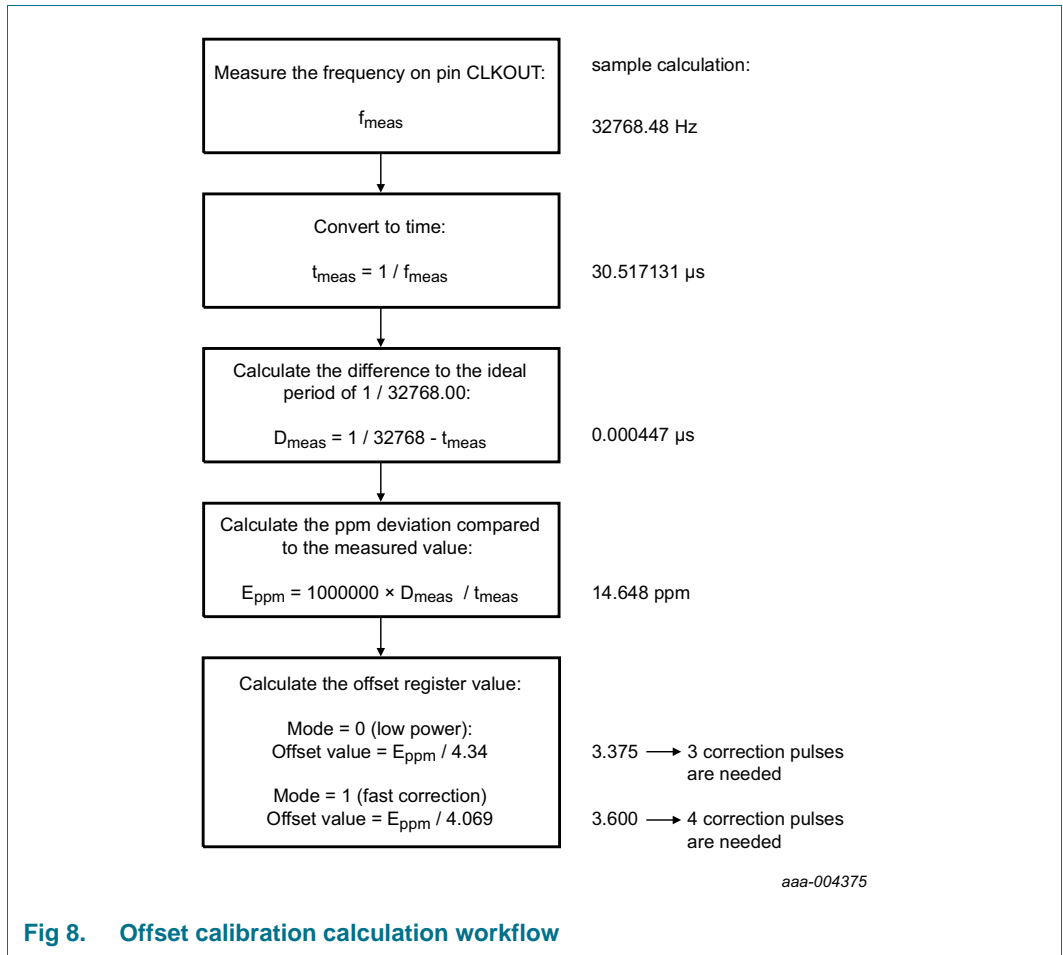 Measure the frequency on pin CLKOUT:
fmeas
sample calculation:
32768.48 Hz
Convert to time:
tmeas = 1 / fmeas
30.517131 μs
Calculate the difference to the ideal
period of 1 / 32768.00:
Dmeas = 1 / 32768 - tmeas
0.000447 μs
Calculate the ppm deviation compared
to the measured value:
Eppm = 1000000 × Dmeas / tmeas
14.648 ppm
Calculate the offset register value:
Mode = 0 (low power):
Offset value = Eppm / 4.34
3.375 → 3 correction pulses
are needed
Mode = 1 (fast correction)
Offset value = Eppm / 4.069
3.600 → 4 correction pulses
are needed
aaa-004375
Fig 8. Offset calibration calculation workflow